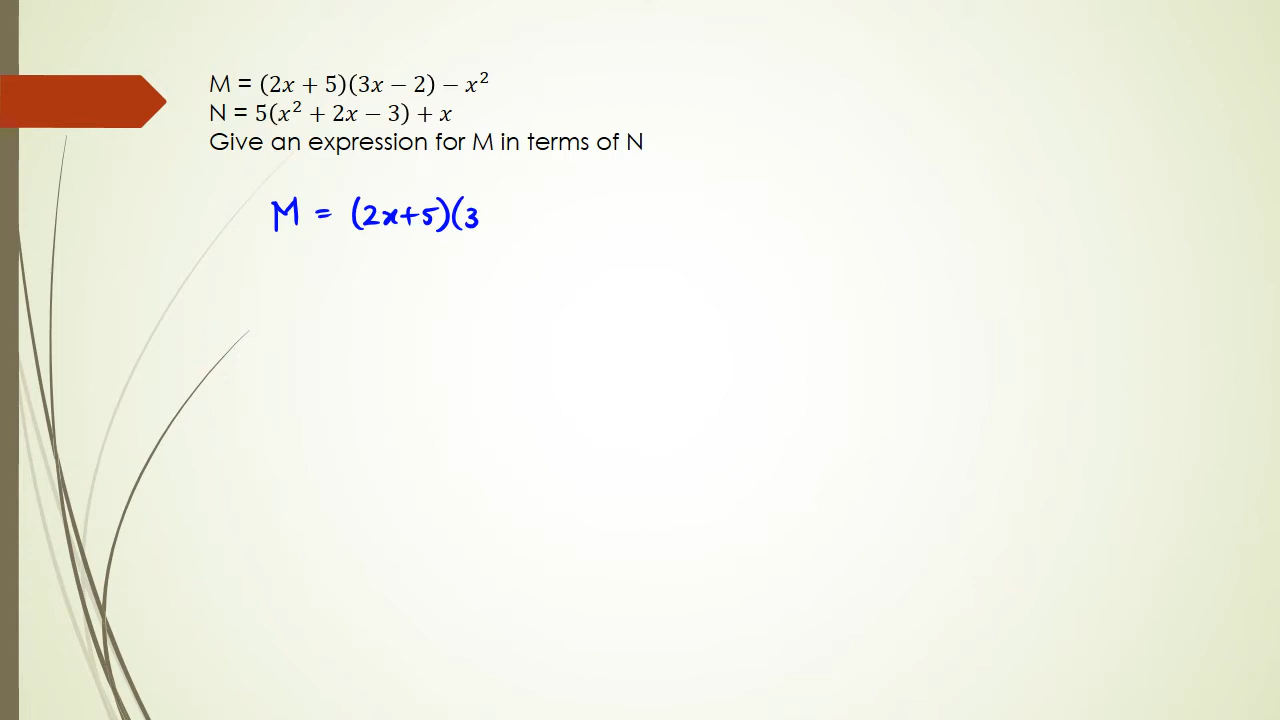 M = (2𝑥 + 5)(3𝑥 − 2) − 𝑥²
N = 5(𝑥² + 2𝑥 − 3) + 𝑥
Give an expression for M in terms of N
M = (2x+5)(3